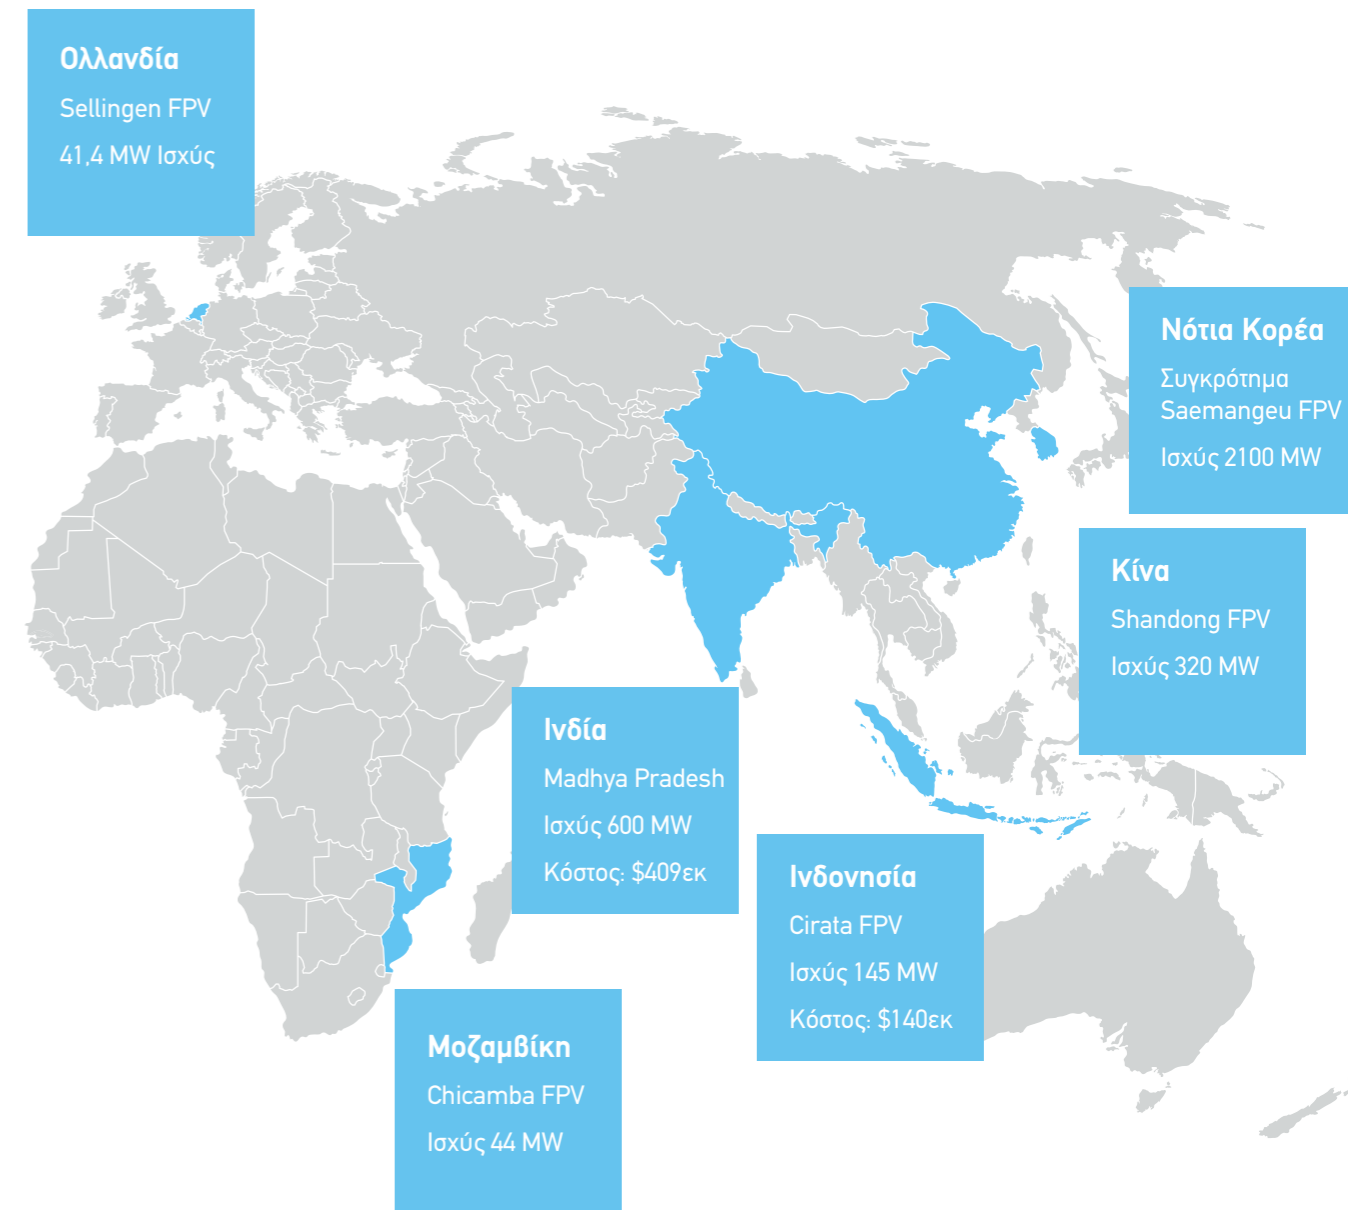 Ολλανδία
Sellingen FPV
41,4 MW Ισχύς
Νότια Κορέα
Συγκρότημα
Saemangeu FPV
Ισχύς 2100 MW
Κίνα
Shandong FPV
Ισχύς 320 MW
Ινδία
Madhya Pradesh
Ισχύς 600 MW
Κόστος: $409εκ
Ινδονησία
Cirata FPV
Ισχύς 145 MW
Κόστος: $140εκ
Μοζαμβίκη
Chicamba FPV
Ισχύς 44 MW